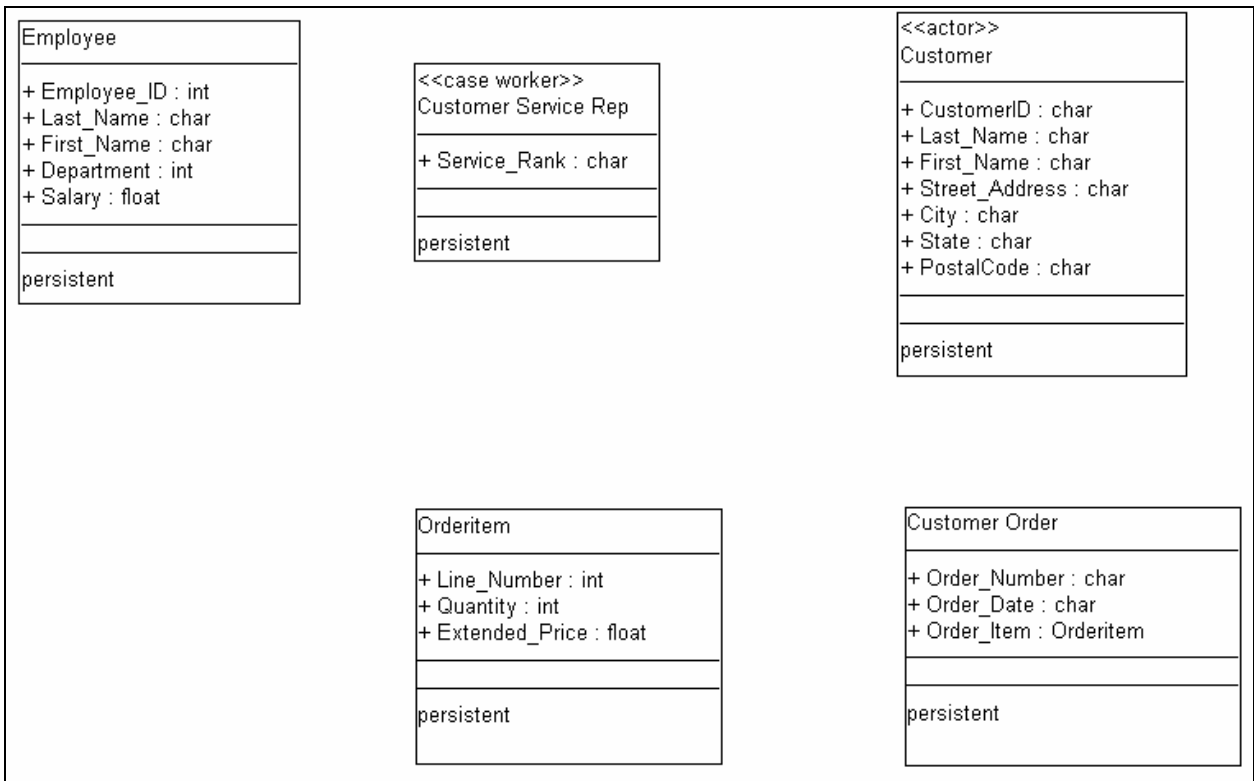 Employee
+ Employee_ID : int
+ Last_Name : char
+ First_Name : char
+ Department : int
+ Salary : float
persistent
<<case worker>>
Customer Service Rep
+ Service_Rank : char
persistent
<<actor>>
Customer
+ CustomerID : char
+ Last_Name : char
+ First_Name : char
+ Street_Address : char
+ City : char
+ State : char
+ PostalCode : char
persistent
Orderitem
+ Line_Number : int
+ Quantity : int
+ Extended_Price : float
persistent
Customer Order
+ Order_Number : char
+ Order_Date : char
+ Order_Item : Orderitem
persistent